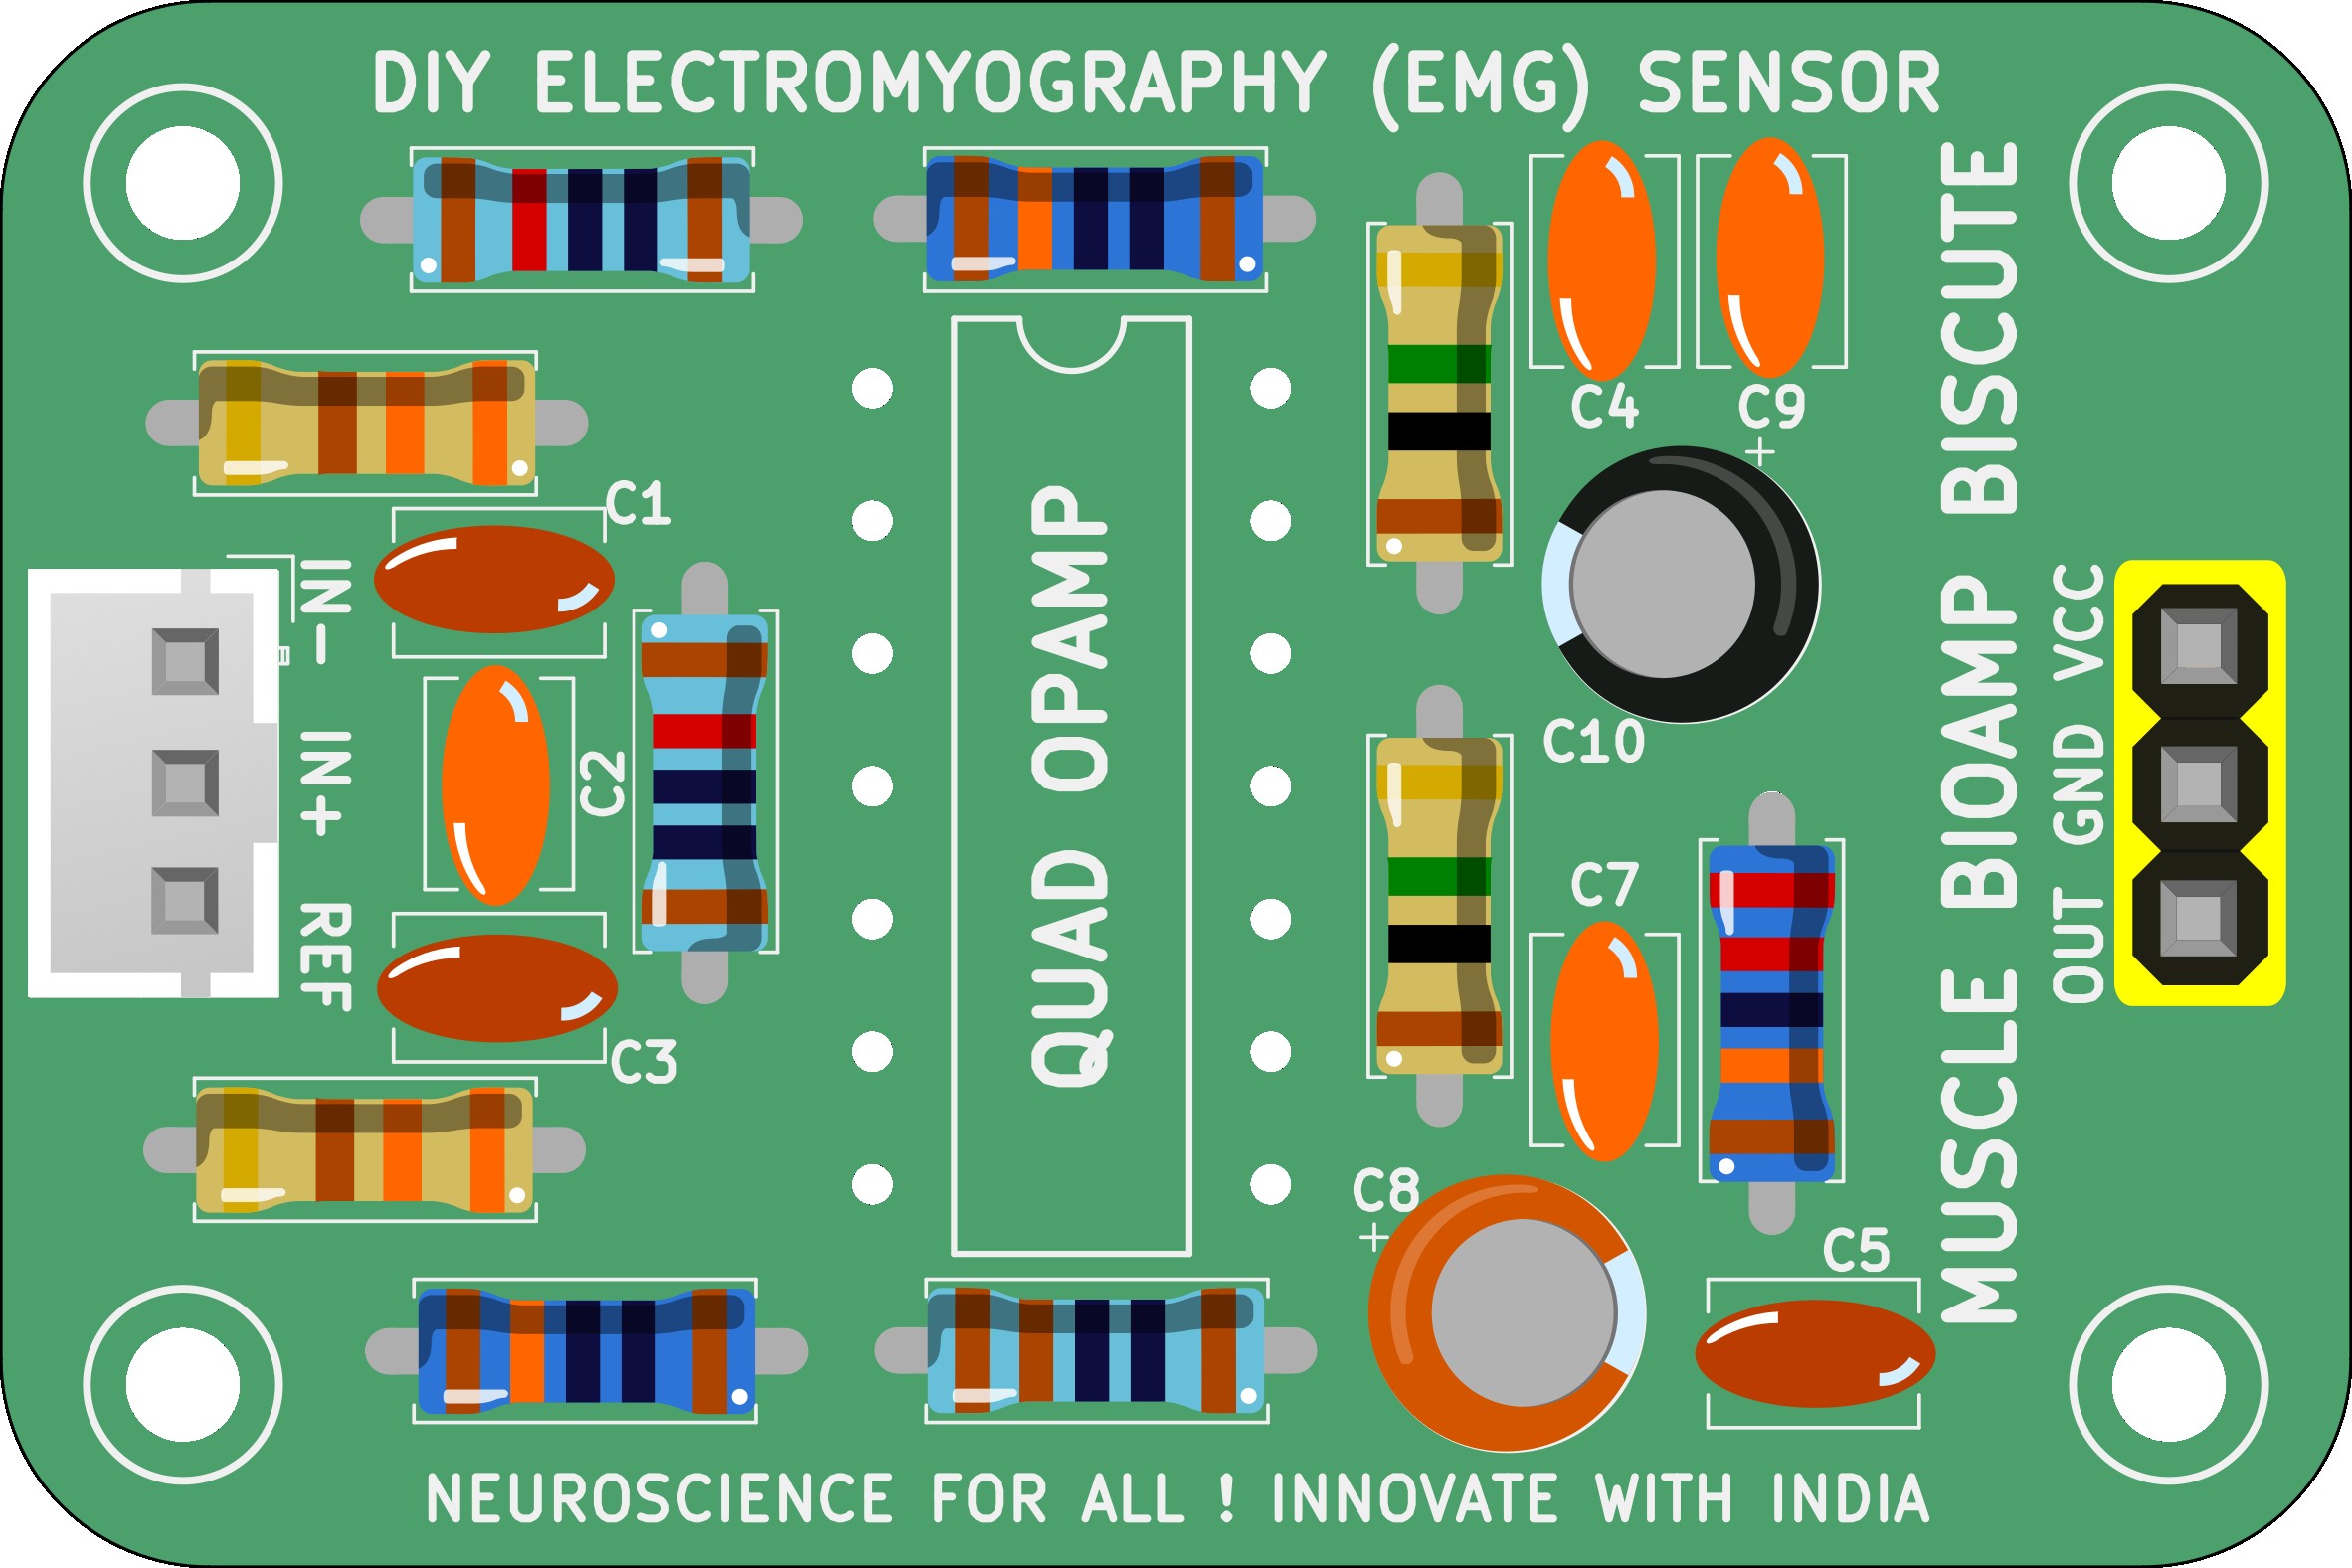 DIY ELECTROMYOGRAPHY (EMG) SENSOR
C4
C9
+
C1
IN-
IN+
REF
C2
C3
QUAD OPAMP
C10
C7
C8
+
C5
MUSCLE BIOAMP BISCUTE
VCC
GND
OUT
NEUROSCIENCE FOR ALL ! INNOVATE WITH INDIA